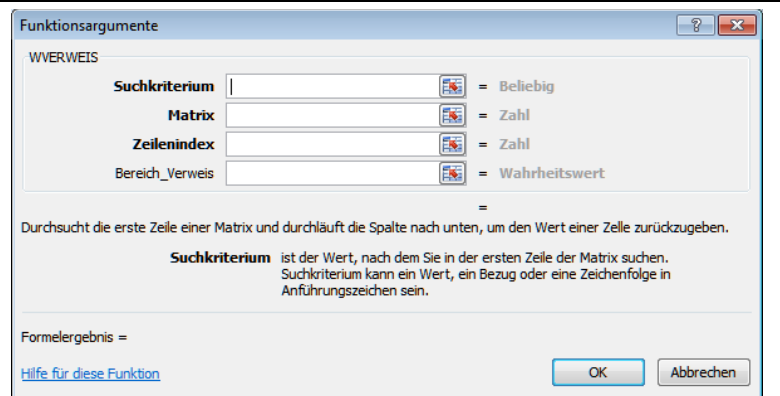 Funktionsargumente
WVERWEIS
Suchkriterium = Beliebig
Matrix = Zahl
Zeilenindex = Zahl
Bereich_Verweis = Wahrheitswert
=
Durchsucht die erste Zeile einer Matrix und durchläuft die Spalte nach unten, um den Wert einer Zelle zurückzugeben.
Suchkriterium ist der Wert, nach dem Sie in der ersten Zeile der Matrix suchen.
Suchkriterium kann ein Wert, ein Bezug oder eine Zeichenfolge in
Anführungszeichen sein.
Formelergebnis =
Hilfe für diese Funktion OK Abbrechen